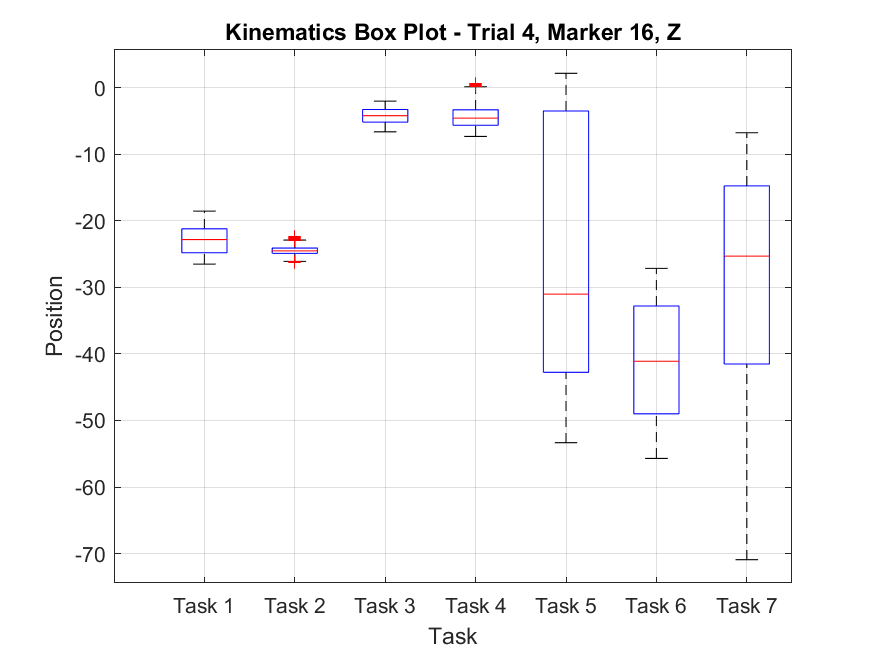 Kinematics Box Plot - Trial 4, Marker 16, Z
0
-10
-20
-30
-40
-50
-60
-70
Position
Task 1 Task 2 Task 3 Task 4 Task 5 Task 6 Task 7
Task